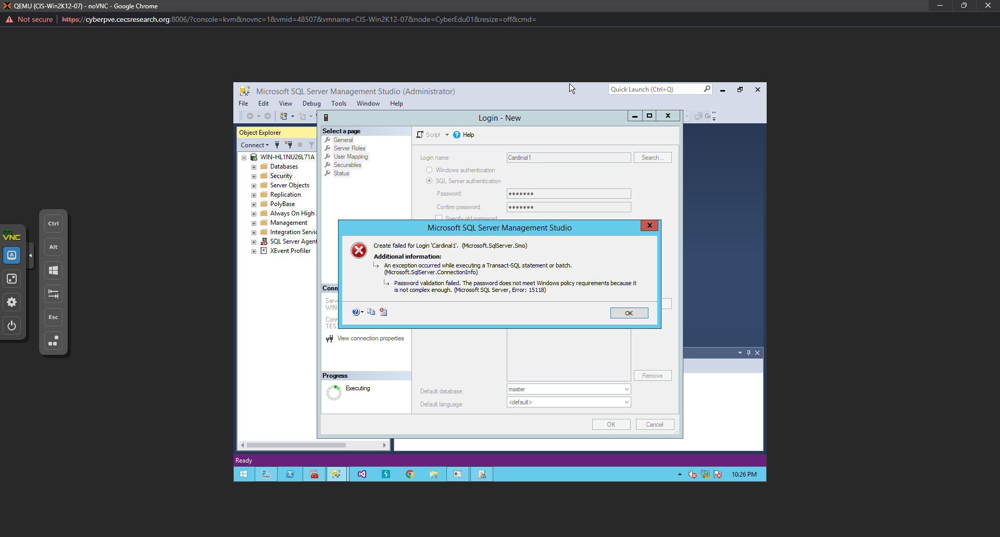 QEMU (CIS-Win2K12-07) - noVNC - Google Chrome
Not secure
https://cyberpve.cecsresearch.org:8006/?console=kvm&novnc=1&vmid=48507&vmname=CIS-Win2K12-07&node=CyberEdu01&resize=off&cmd=
Microsoft SQL Server Management Studio (Administrator)
Quick Launch (Ctrl+Q)
File Edit View Debug Tools Window Help
Login - New
Object Explorer
Connect
WIN-HL1NU26L71A
Databases
Security
Server Objects
Replication
PolyBase
Always On High
Management
Integration Servic
SQL Server Agent
XEvent Profiler
Select a page
General
Server Roles
User Mapping
Securables
Status
Script
Help
Login name:
Cardinal1
Search...
Windows authentication
SQL Server authentication
Password:
Confirm password:
Specify old password
Microsoft SQL Server Management Studio
Create failed for Login 'Cardinal1'. (Microsoft.SqlServer.Smo)
Additional information:
An exception occurred while executing a Transact-SQL statement or batch.
(Microsoft.SqlServer.ConnectionInfo)
Password validation failed. The password does not meet Windows policy requirements because it
is not complex enough. (Microsoft SQL Server, Error: 15118)
OK
Conn
Serv
WIN-
Conn
TEST
View connection properties
Progress
Executing
Remove
Default database:
master
Default language:
<default>
OK
Cancel
Ready
10:26 PM
no
VNC
A
Ctrl
Alt
Esc